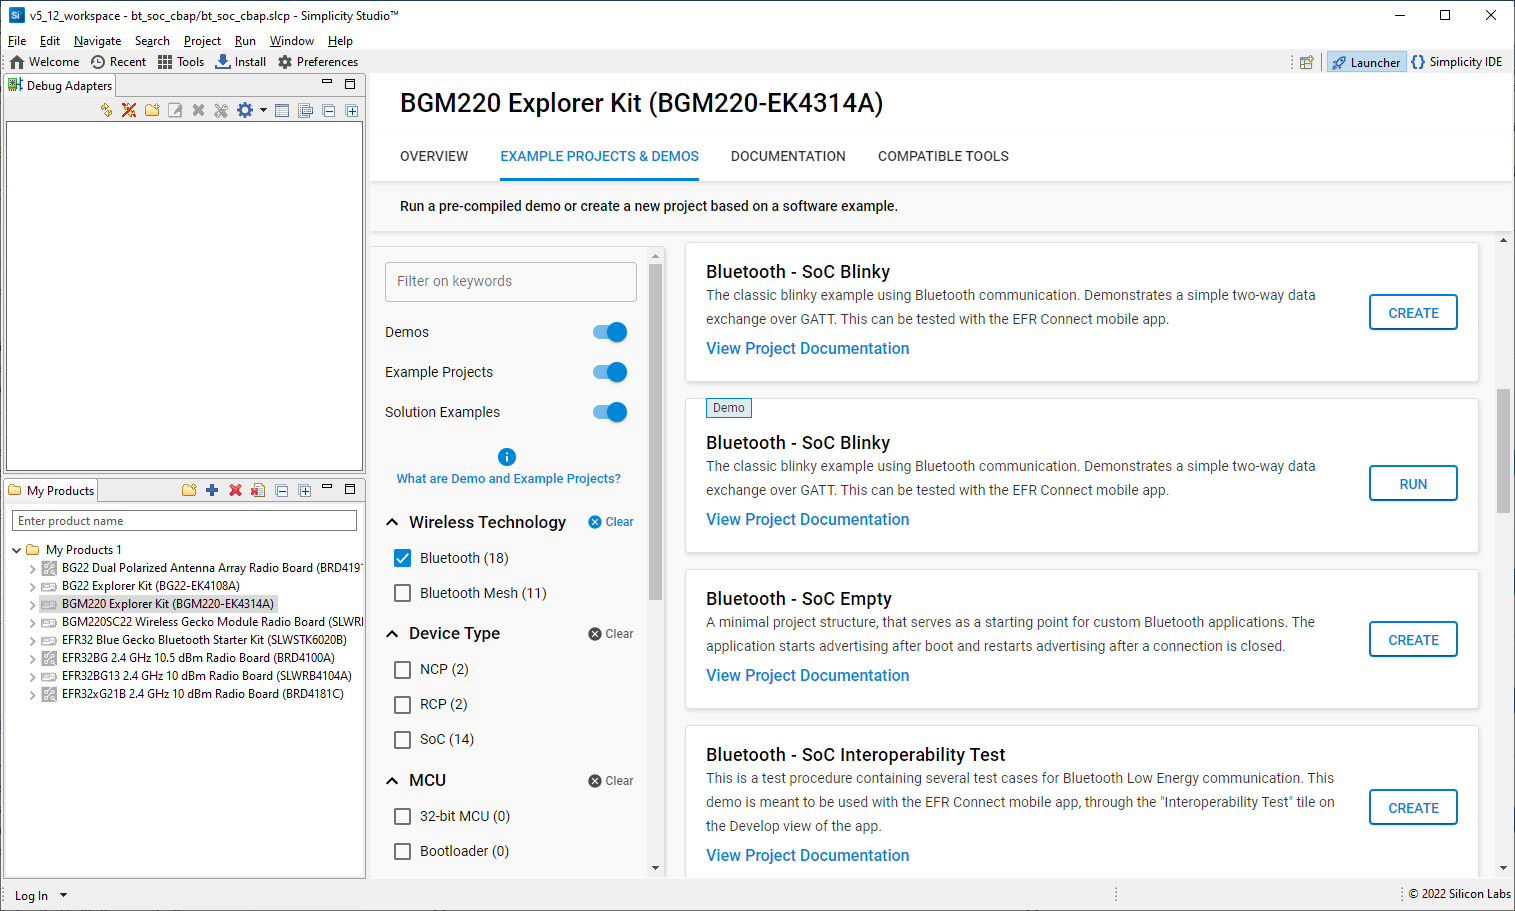 v5_12_workspace - bt_soc_cbap/bt_soc_cbap.slcp - Simplicity Studio™
File Edit Navigate Search Project Run Window Help
Welcome Recent Tools Install Preferences
Launcher Simplicity IDE
Debug Adapters
BGM220 Explorer Kit (BGM220-EK4314A)
OVERVIEW EXAMPLE PROJECTS & DEMOS DOCUMENTATION COMPATIBLE TOOLS
Run a pre-compiled demo or create a new project based on a software example.
My Products
Enter product name
My Products 1
BG22 Dual Polarized Antenna Array Radio Board (BRD4191
BG22 Explorer Kit (BG22-EK4108A)
BGM220 Explorer Kit (BGM220-EK4314A)
BGM220SC22 Wireless Gecko Module Radio Board (SLWRI
EFR32 Blue Gecko Bluetooth Starter Kit (SLWSTK6020B)
EFR32BG 2.4 GHz 10.5 dBm Radio Board (BRD4100A)
EFR32BG13 2.4 GHz 10 dBm Radio Board (SLWRB4104A)
EFR32xG21B 2.4 GHz 10 dBm Radio Board (BRD4181C)
Filter on keywords
Demos
Example Projects
Solution Examples
What are Demo and Example Projects?
Wireless Technology Clear
Bluetooth (18)
Bluetooth Mesh (11)
Device Type Clear
NCP (2)
RCP (2)
SoC (14)
MCU Clear
32-bit MCU (0)
Bootloader (0)
Bluetooth - SoC Blinky
The classic blinky example using Bluetooth communication. Demonstrates a simple two-way data
exchange over GATT. This can be tested with the EFR Connect mobile app.
View Project Documentation
CREATE
Demo
Bluetooth - SoC Blinky
The classic blinky example using Bluetooth communication. Demonstrates a simple two-way data
exchange over GATT. This can be tested with the EFR Connect mobile app.
View Project Documentation
RUN
Bluetooth - SoC Empty
A minimal project structure, that serves as a starting point for custom Bluetooth applications. The
application starts advertising after boot and restarts advertising after a connection is closed.
View Project Documentation
CREATE
Bluetooth - SoC Interoperability Test
This is a test procedure containing several test cases for Bluetooth Low Energy communication. This
demo is meant to be used with the EFR Connect mobile app, through the "Interoperability Test" tile on
the Develop view of the app.
View Project Documentation
CREATE
Log In
© 2022 Silicon Labs